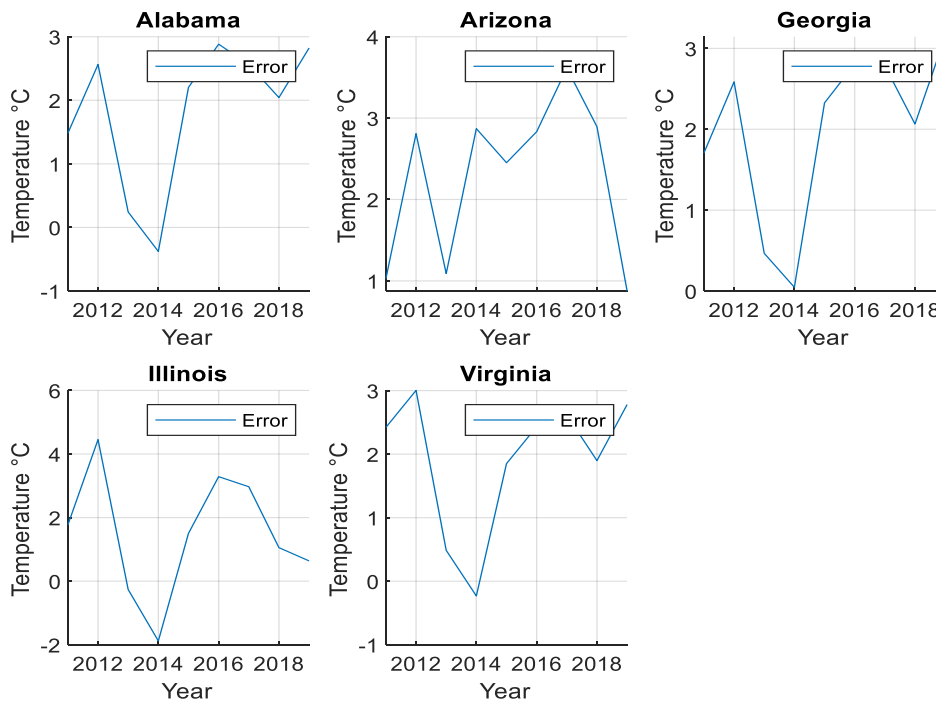 Alabama
3
2
1
0
-1
Temperature °C
Error
2012 2014 2016 2018
Year
Arizona
4
3
2
1
Temperature °C
Error
2012 2014 2016 2018
Year
Georgia
3
2
1
0
Temperature °C
Error
2012 2014 2016 2018
Year
Illinois
6
4
2
0
-2
Temperature °C
Error
2012 2014 2016 2018
Year
Virginia
3
2
1
0
-1
Temperature °C
Error
2012 2014 2016 2018
Year